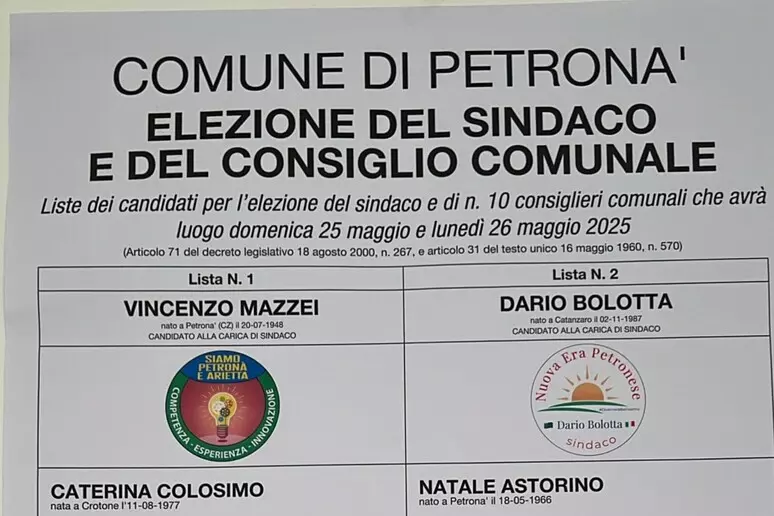 COMUNE DI PETRONA'
ELEZIONE DEL SINDACO
E DEL CONSIGLIO COMUNALE
Liste dei candidati per l'elezione del sindaco e di n. 10 consiglieri comunali che avrà
luogo domenica 25 maggio e lunedì 26 maggio 2025
(Articolo 71 del decreto legislativo 18 agosto 2000, n. 267, e articolo 31 del testo unico 16 maggio 1960, n. 570)
Lista N. 1
VINCENZO MAZZEI
nato a Petrona' (CZ) il 20-07-1948
CANDIDATO ALLA CARICA DI SINDACO
SIAMO
PETRONÀ
E ARIETTA
COMPETENZA - ESPERIENZA - INNOVAZIONE
CATERINA COLOSIMO
nata a Crotone l'11-08-1977
Lista N. 2
DARIO BOLOTTA
nato a Catanzaro il 02-11-1987
CANDIDATO ALLA CARICA DI SINDACO
Nuova Era Petronese
Dario Bolotta
sindaco
NATALE ASTORINO
nato a Petrona' il 18-05-1966